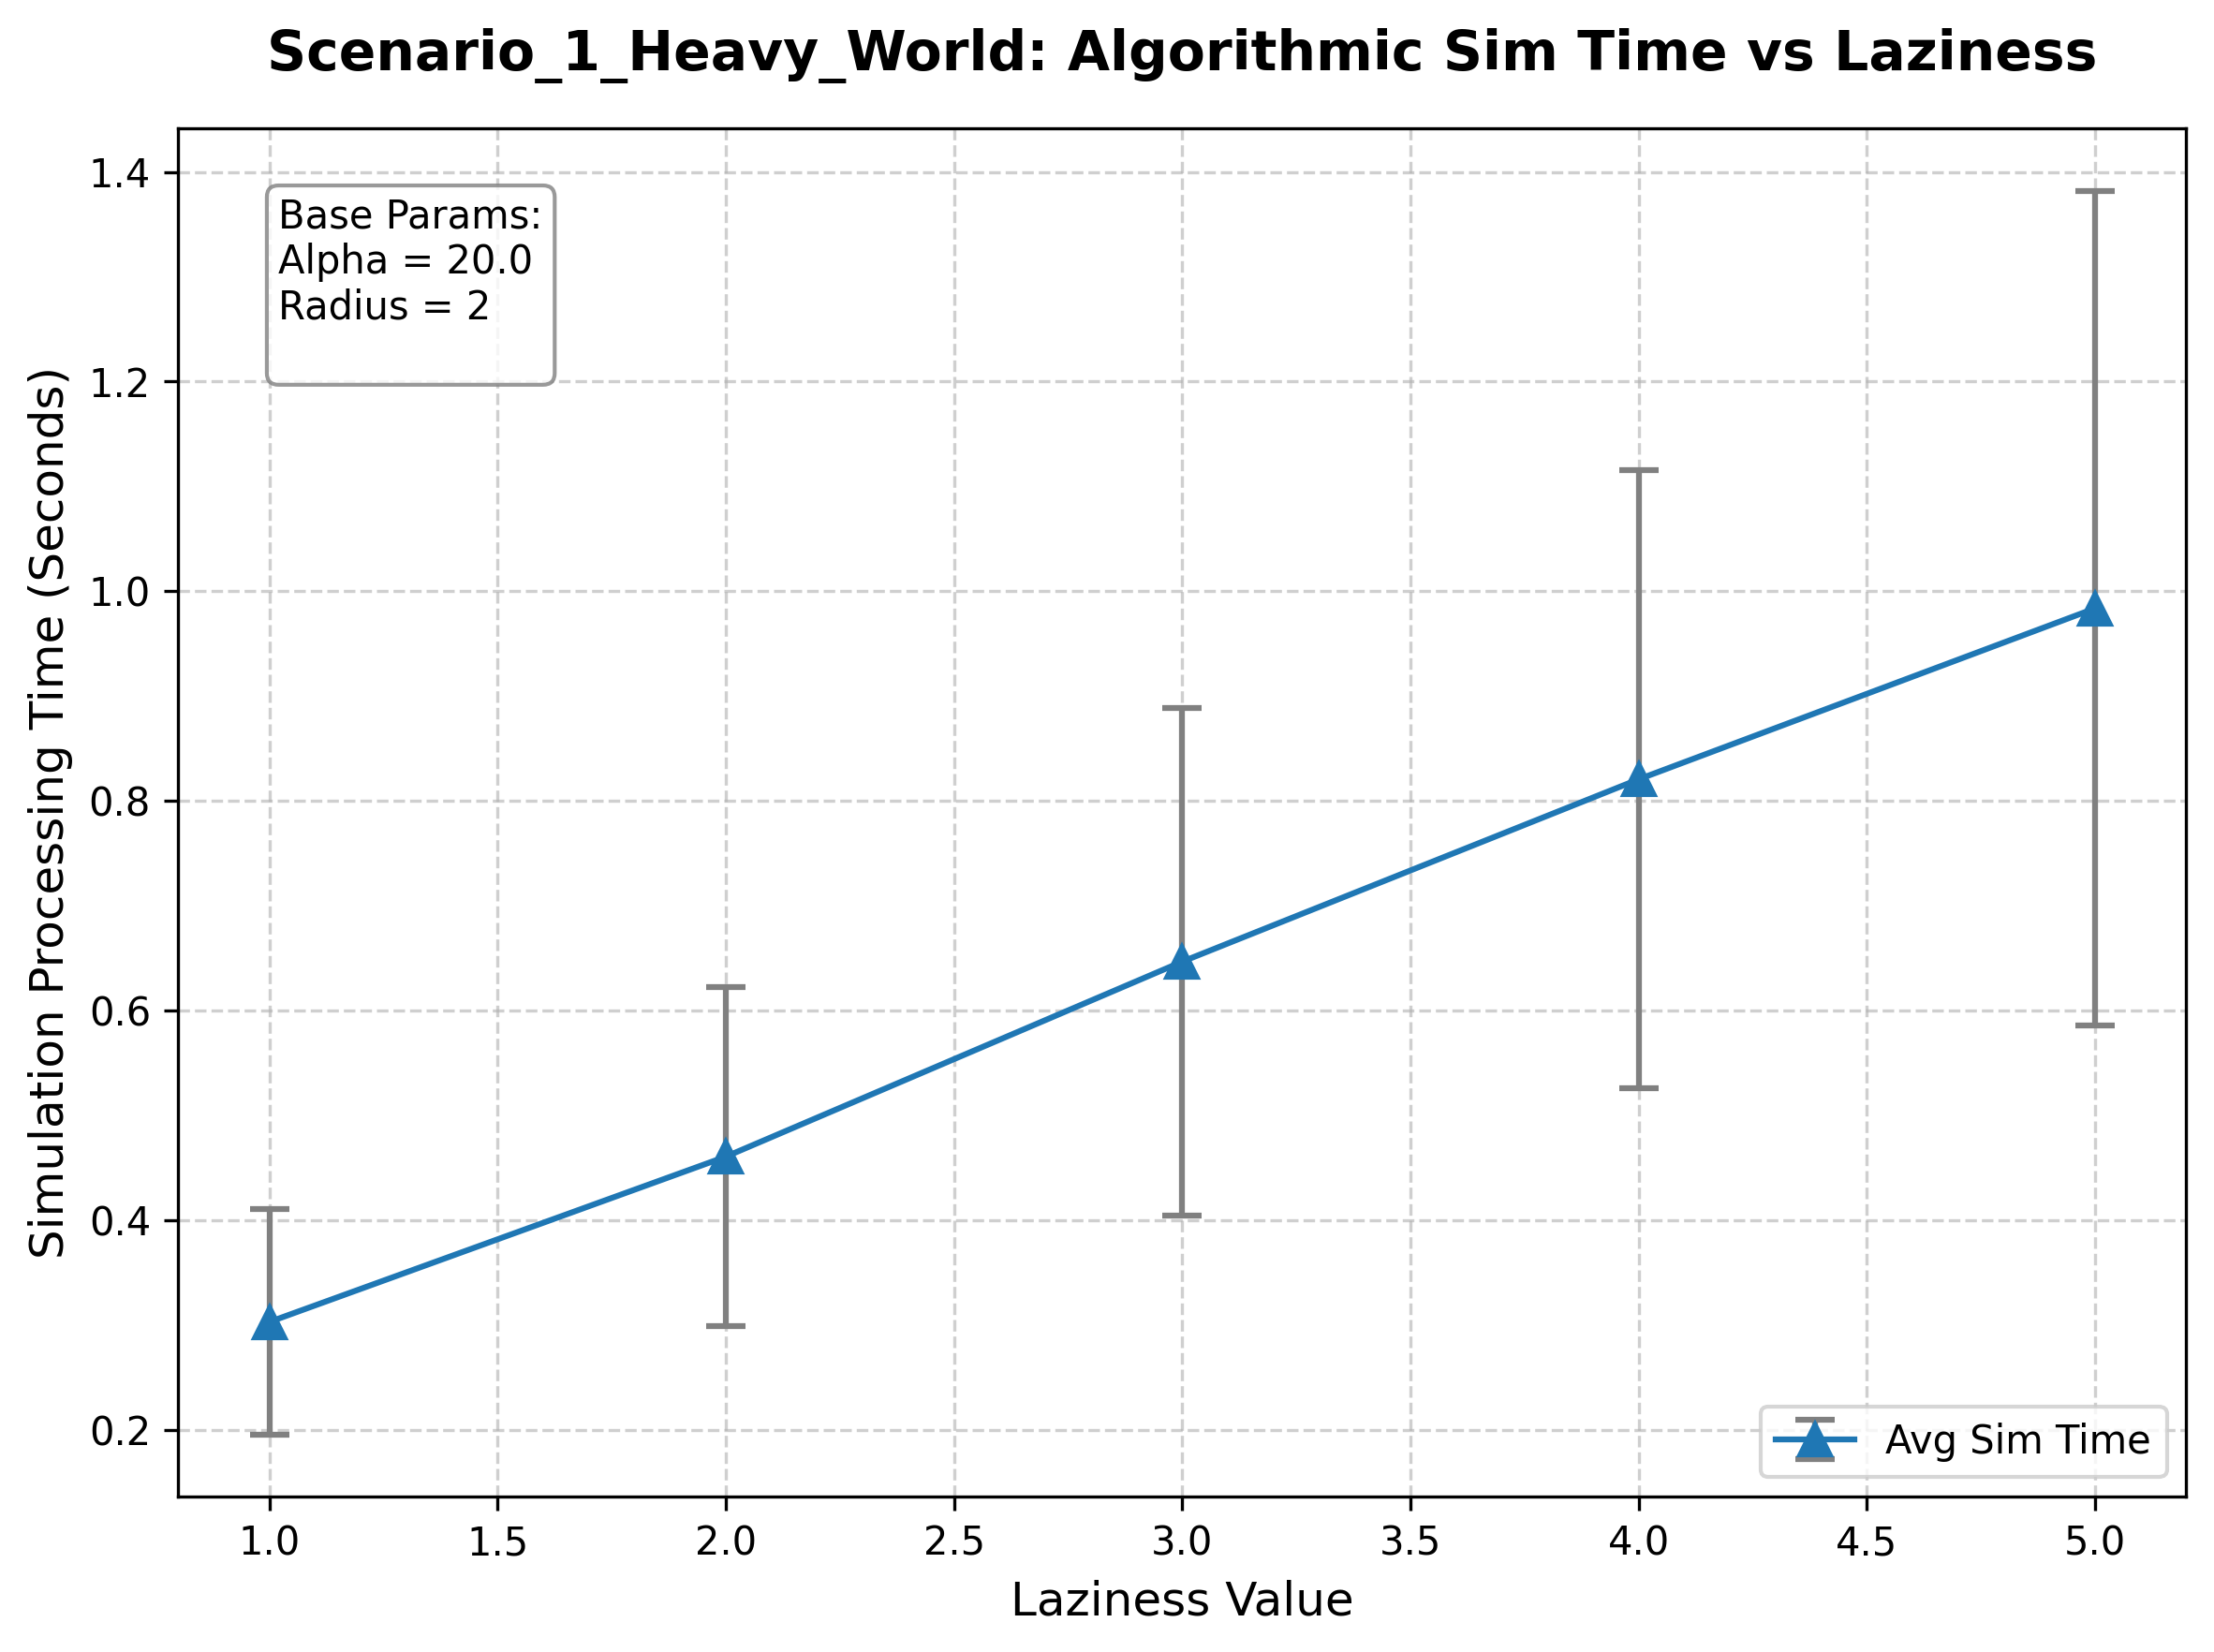 Scenario_1_Heavy_World: Algorithmic Sim Time vs Laziness
Simulation Processing Time (Seconds)
1.4
1.2
1.0
0.8
0.6
0.4
0.2
Base Params:
Alpha = 20.0
Radius = 2
Avg Sim Time
1.0 1.5 2.0 2.5 3.0 3.5 4.0 4.5 5.0
Laziness Value